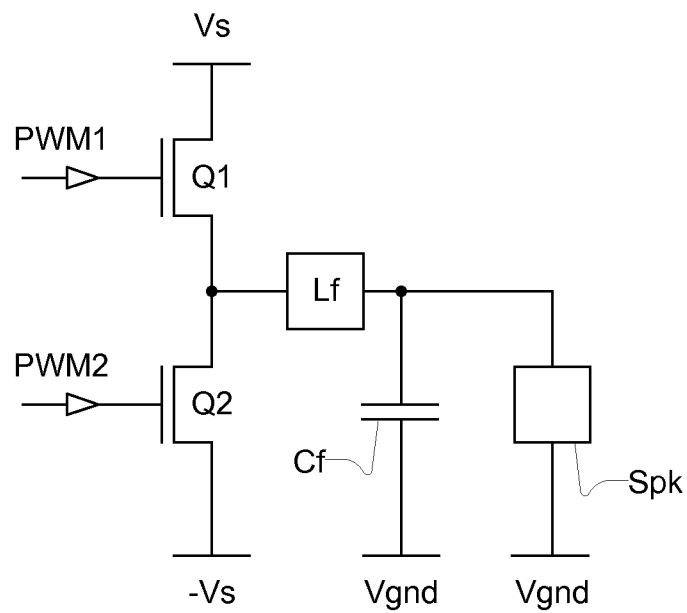 Vs
PWM1
Q1
Lf
PWM2
Q2
Cf
Spk
-Vs
Vgnd
Vgnd